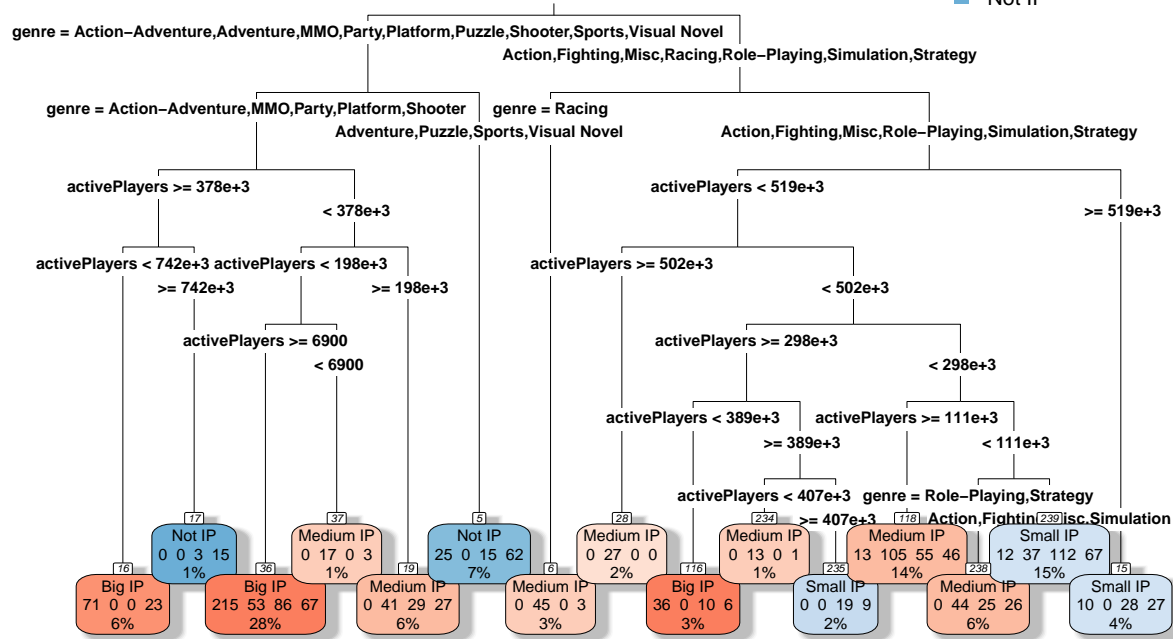 Not IP
genre = Action−Adventure,Adventure,MMO,Party,Platform,Puzzle,Shooter,Sports,Visual Novel
Action,Fighting,Misc,Racing,Role−Playing,Simulation,Strategy
genre = Action−Adventure,MMO,Party,Platform,Shooter
genre = Racing
Adventure,Puzzle,Sports,Visual Novel
Action,Fighting,Misc,Role−Playing,Simulation,Strategy
activePlayers >= 378e+3
activePlayers < 519e+3
< 378e+3
>= 519e+3
activePlayers < 742e+3
activePlayers < 198e+3
activePlayers >= 502e+3
>= 742e+3
>= 198e+3
< 502e+3
activePlayers >= 6900
activePlayers >= 298e+3
< 6900
< 298e+3
activePlayers < 389e+3
activePlayers >= 111e+3
>= 389e+3
< 111e+3
activePlayers < 407e+3
genre = Role−Playing,Strategy
>= 407e+3
Action,Fighting,Misc,Simulation
17
Not IP
0 0 3 15
1%
37
Medium IP
0 17 0 3
1%
5
Not IP
25 0 15 62
7%
28
Medium IP
0 27 0 0
2%
234
Medium IP
0 13 0 1
1%
118
Medium IP
13 105 55 46
14%
239
Small IP
12 37 112 67
15%
16
Big IP
71 0 0 23
6%
36
Big IP
215 53 86 67
28%
19
Medium IP
0 41 29 27
6%
6
Medium IP
0 45 0 3
3%
116
Big IP
36 0 10 6
3%
235
Small IP
0 0 19 9
2%
238
Medium IP
0 44 25 26
6%
15
Small IP
10 0 28 27
4%